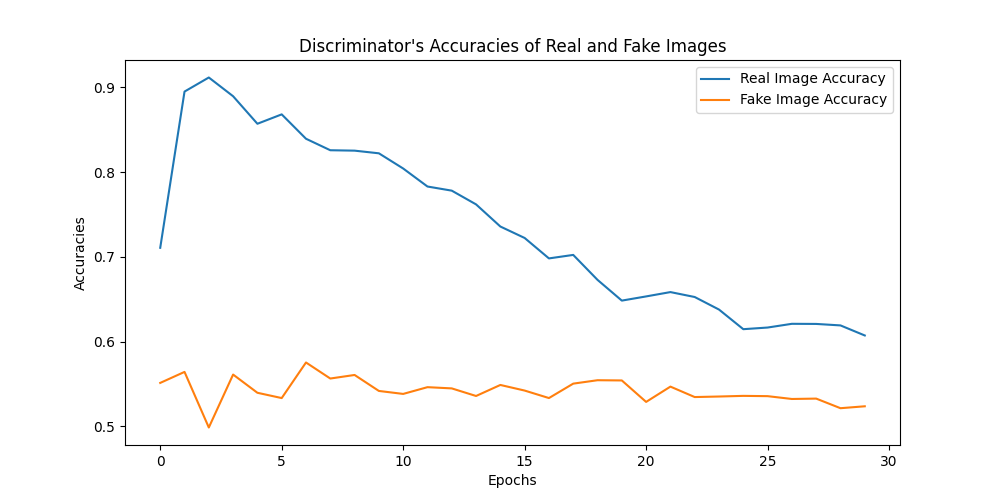 Discriminator's Accuracies of Real and Fake Images
Real Image Accuracy
Fake Image Accuracy
Accuracies
0.9
0.8
0.7
0.6
0.5
0 5 10 15 20 25 30
Epochs